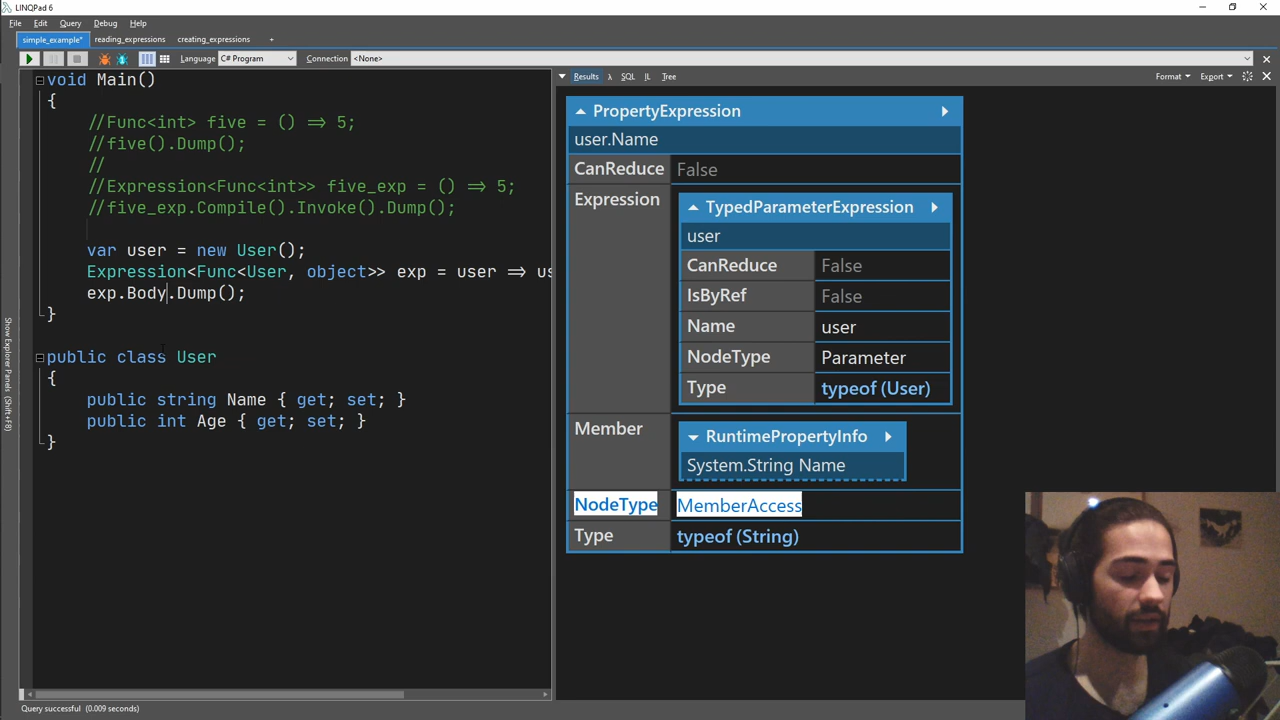 LINQPad 6
File Edit Query Debug Help
simple_example* reading_expressions creating_expressions +
Language C# Program Connection <None>
void Main()
{
//Func<int> five = () => 5;
//five().Dump();
//
//Expression<Func<int>> five_exp = () => 5;
//five_exp.Compile().Invoke().Dump();
var user = new User();
Expression<Func<User, object>> exp = user => us
exp.Body.Dump();
}
public class User
{
public string Name { get; set; }
public int Age { get; set; }
}
Show Explorer Panels (Shift+F8)
Query successful (0.009 seconds)
Results λ SQL IL Tree Format Export
PropertyExpression
user.Name
CanReduce False
Expression TypedParameterExpression
user
CanReduce False
IsByRef False
Name user
NodeType Parameter
Type typeof (User)
Member RuntimePropertyInfo
System.String Name
NodeType MemberAccess
Type typeof (String)